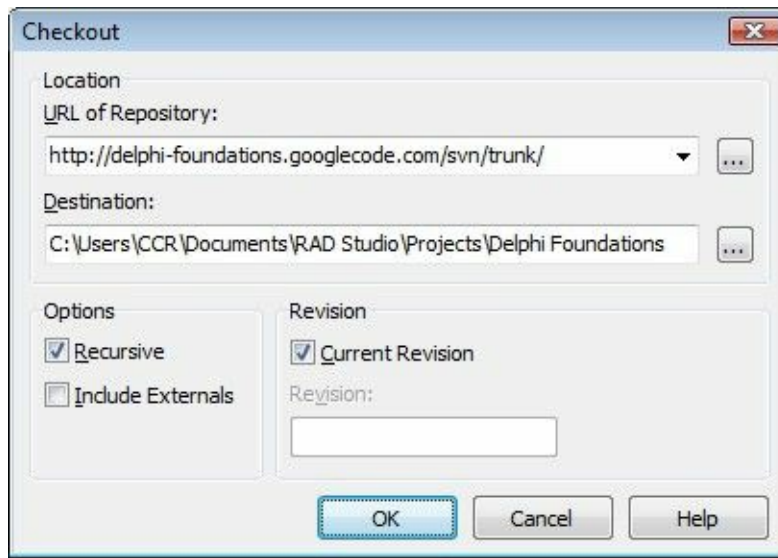 Checkout
Location
URL of Repository:
http://delphi-foundations.googlecode.com/svn/trunk/
...
Destination:
C:\Users\CCR\Documents\RAD Studio\Projects\Delphi Foundations
...
Options
Recursive
Include Externals
Revision
Current Revision
Revision:
OK
Cancel
Help